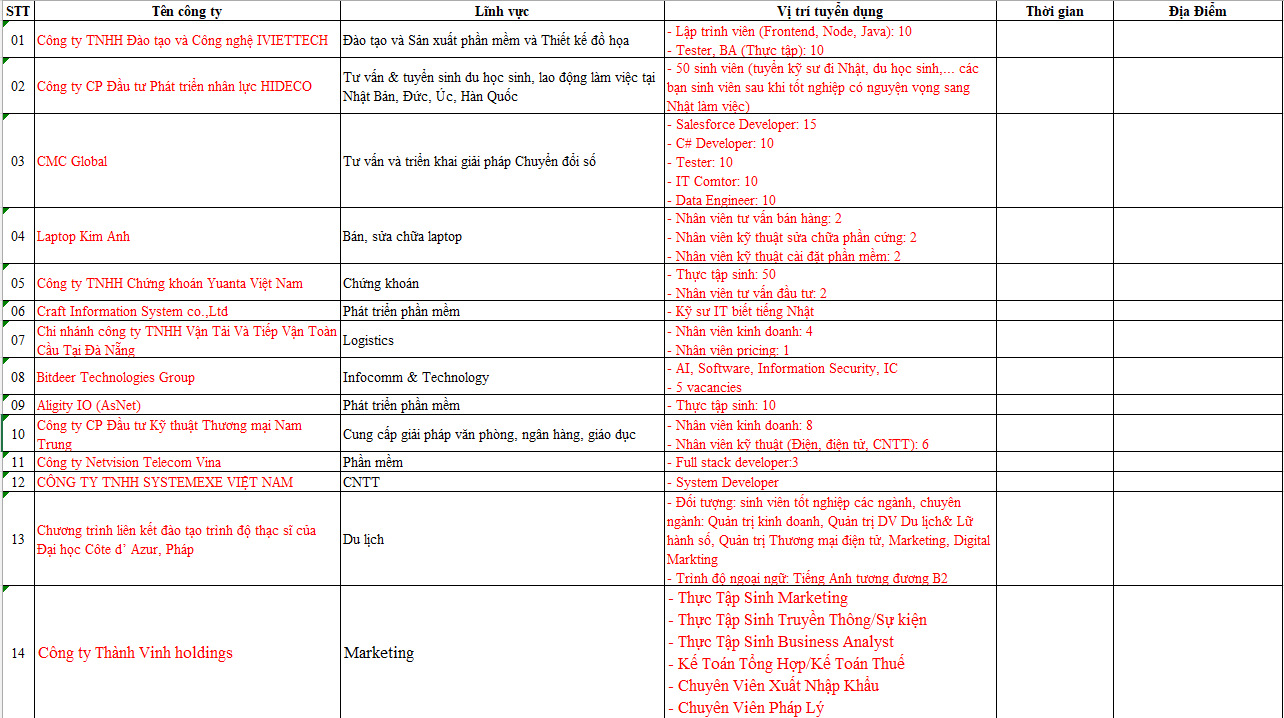 STT Tên công ty Lĩnh vực Vị trí tuyển dụng Thời gian Địa Điểm
01 Công ty TNHH Đào tạo và Công nghệ IVIETTECH Đào tạo và Sản xuất phần mềm và Thiết kế đồ họa
- Lập trình viên (Frontend, Node, Java): 10
- Tester, BA (Thực tập): 10
02 Công ty CP Đầu tư Phát triển nhân lực HIDECO
Tư vấn & tuyển sinh du học sinh, lao động làm việc tại
Nhật Bản, Đức, Úc, Hàn Quốc
- 50 sinh viên (tuyển kỹ sư đi Nhật, du học sinh,... các
bạn sinh viên sau khi tốt nghiệp có nguyện vọng sang
Nhật làm việc)
03 CMC Global Tư vấn và triển khai giải pháp Chuyển đổi số
- Salesforce Developer: 15
- C# Developer: 10
- Tester: 10
- IT Comtor: 10
- Data Engineer: 10
04 Laptop Kim Anh Bán, sửa chữa laptop
- Nhân viên tư vấn bán hàng: 2
- Nhân viên kỹ thuật sửa chữa phần cứng: 2
- Nhân viên kỹ thuật cài đặt phần mềm: 2
05 Công ty TNHH Chứng khoán Yuanta Việt Nam Chứng khoán
- Thực tập sinh: 50
- Nhân viên tư vấn đầu tư: 2
06 Craft Information System co.,Ltd Phát triển phần mềm - Kỹ sư IT biết tiếng Nhật
07 Chi nhánh công ty TNHH Vận Tải Và Tiếp Vận Toàn
Cầu Tại Đà Nẵng
Logistics
- Nhân viên kinh doanh: 4
- Nhân viên pricing: 1
08 Bitdeer Technologies Group Infocomm & Technology
- AI, Software, Information Security, IC
- 5 vacancies
09 Aligity IO (AsNet) Phát triển phần mềm - Thực tập sinh: 10
10 Công ty CP Đầu tư Kỹ thuật Thương mại Nam
Trung
Cung cấp giải pháp văn phòng, ngân hàng, giáo dục
- Nhân viên kinh doanh: 8
- Nhân viên kỹ thuật (Điện, điện tử, CNTT): 6
11 Công ty Netvision Telecom Vina Phần mềm - Full stack developer:3
12 CÔNG TY TNHH SYSTEMEXE VIỆT NAM CNTT - System Developer
13 Chương trình liên kết đào tạo trình độ thạc sĩ của
Đại học Côte d’ Azur, Pháp
Du lịch
- Đối tượng: sinh viên tốt nghiệp các ngành, chuyên
ngành: Quản trị kinh doanh, Quản trị DV Du lịch& Lữ
hành số, Quản trị Thương mại điện tử, Marketing, Digital
Markting
- Trình độ ngoại ngữ: Tiếng Anh tương đương B2
14 Công ty Thành Vinh holdings Marketing
- Thực Tập Sinh Marketing
- Thực Tập Sinh Truyền Thông/Sự kiện
- Thực Tập Sinh Business Analyst
- Kế Toán Tổng Hợp/Kế Toán Thuế
- Chuyên Viên Xuất Nhập Khẩu
- Chuyên Viên Pháp Lý